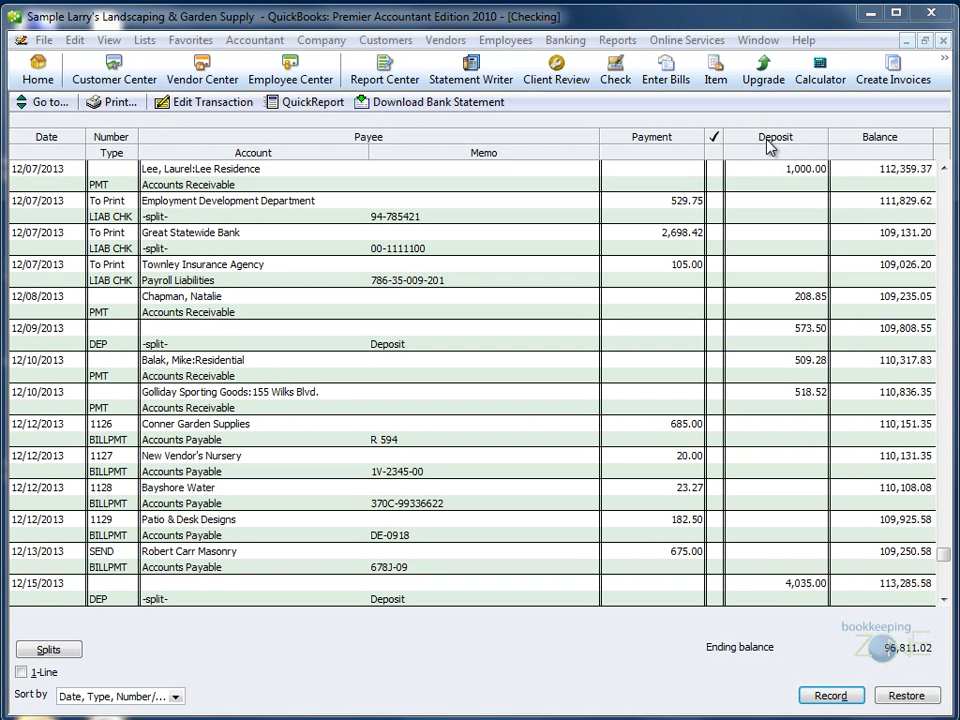 Sample Larry's Landscaping & Garden Supply - QuickBooks: Premier Accountant Edition 2010 - [Checking]
File Edit View Lists Favorites Accountant Company Customers Vendors Employees Banking Reports Online Services Window Help
Home Customer Center Vendor Center Employee Center Report Center Statement Writer Client Review Check Enter Bills Item Upgrade Calculator Create Invoices
Go to... Print... Edit Transaction QuickReport Download Bank Statement
Date Number Payee Payment ✓ Deposit Balance
Type Account Memo
12/07/2013 Lee, Laurel:Lee Residence 1,000.00 112,359.37
PMT Accounts Receivable
12/07/2013 To Print Employment Development Department 529.75 111,829.62
LIAB CHK -split- 94-785421
12/07/2013 To Print Great Statewide Bank 2,698.42 109,131.20
LIAB CHK -split- 00-1111100
12/07/2013 To Print Townley Insurance Agency 105.00 109,026.20
LIAB CHK Payroll Liabilities 786-35-009-201
12/08/2013 Chapman, Natalie 208.85 109,235.05
PMT Accounts Receivable
12/09/2013 573.50 109,808.55
DEP -split- Deposit
12/10/2013 Balak, Mike:Residential 509.28 110,317.83
PMT Accounts Receivable
12/10/2013 Golliday Sporting Goods:155 Wilks Blvd. 518.52 110,836.35
PMT Accounts Receivable
12/12/2013 1126 Conner Garden Supplies 685.00 110,151.35
BILLPMT Accounts Payable R 594
12/12/2013 1127 New Vendor's Nursery 20.00 110,131.35
BILLPMT Accounts Payable 1V-2345-00
12/12/2013 1128 Bayshore Water 23.27 110,108.08
BILLPMT Accounts Payable 370C-99336622
12/12/2013 1129 Patio & Desk Designs 182.50 109,925.58
BILLPMT Accounts Payable DE-0918
12/13/2013 SEND Robert Carr Masonry 675.00 109,250.58
BILLPMT Accounts Payable 678J-09
12/15/2013 4,035.00 113,285.58
DEP -split- Deposit
bookkeeping
ZONE
Splits Ending balance 96,811.02
1-Line
Sort by Date, Type, Number/... Record Restore